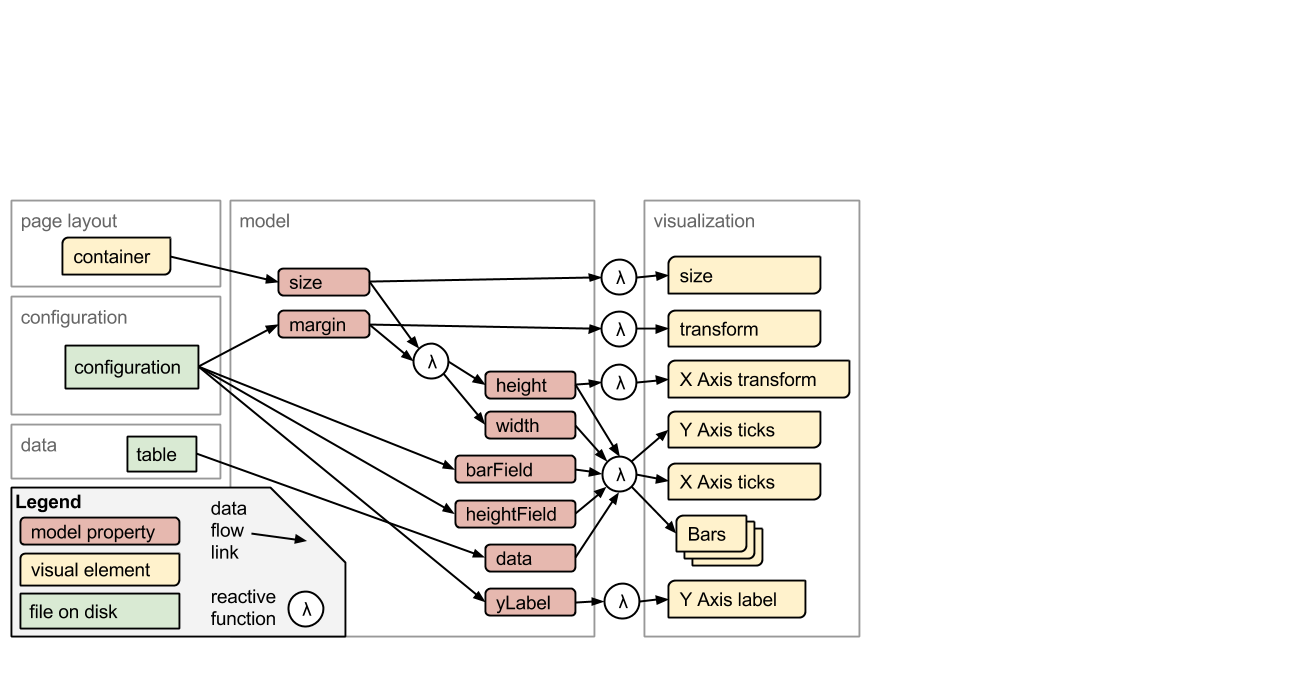 page layout
container
configuration
configuration
data
table
Legend
model property
visual element
file on disk
data
flow
link
reactive
function
λ
model
size
margin
λ
height
width
barField
heightField
data
yLabel
λ
λ
λ
λ
λ
visualization
size
transform
X Axis transform
Y Axis ticks
X Axis ticks
Bars
Y Axis label